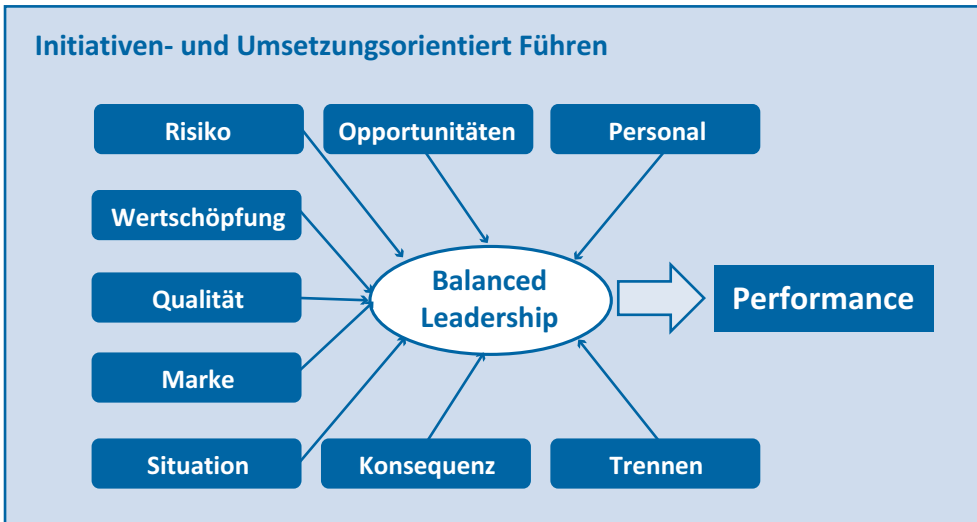 Initiativen- und Umsetzungsorientiert Führen
Risiko
Opportunitäten
Personal
Wertschöpfung
Qualität
Marke
Situation
Konsequenz
Trennen
Balanced
Leadership
Performance